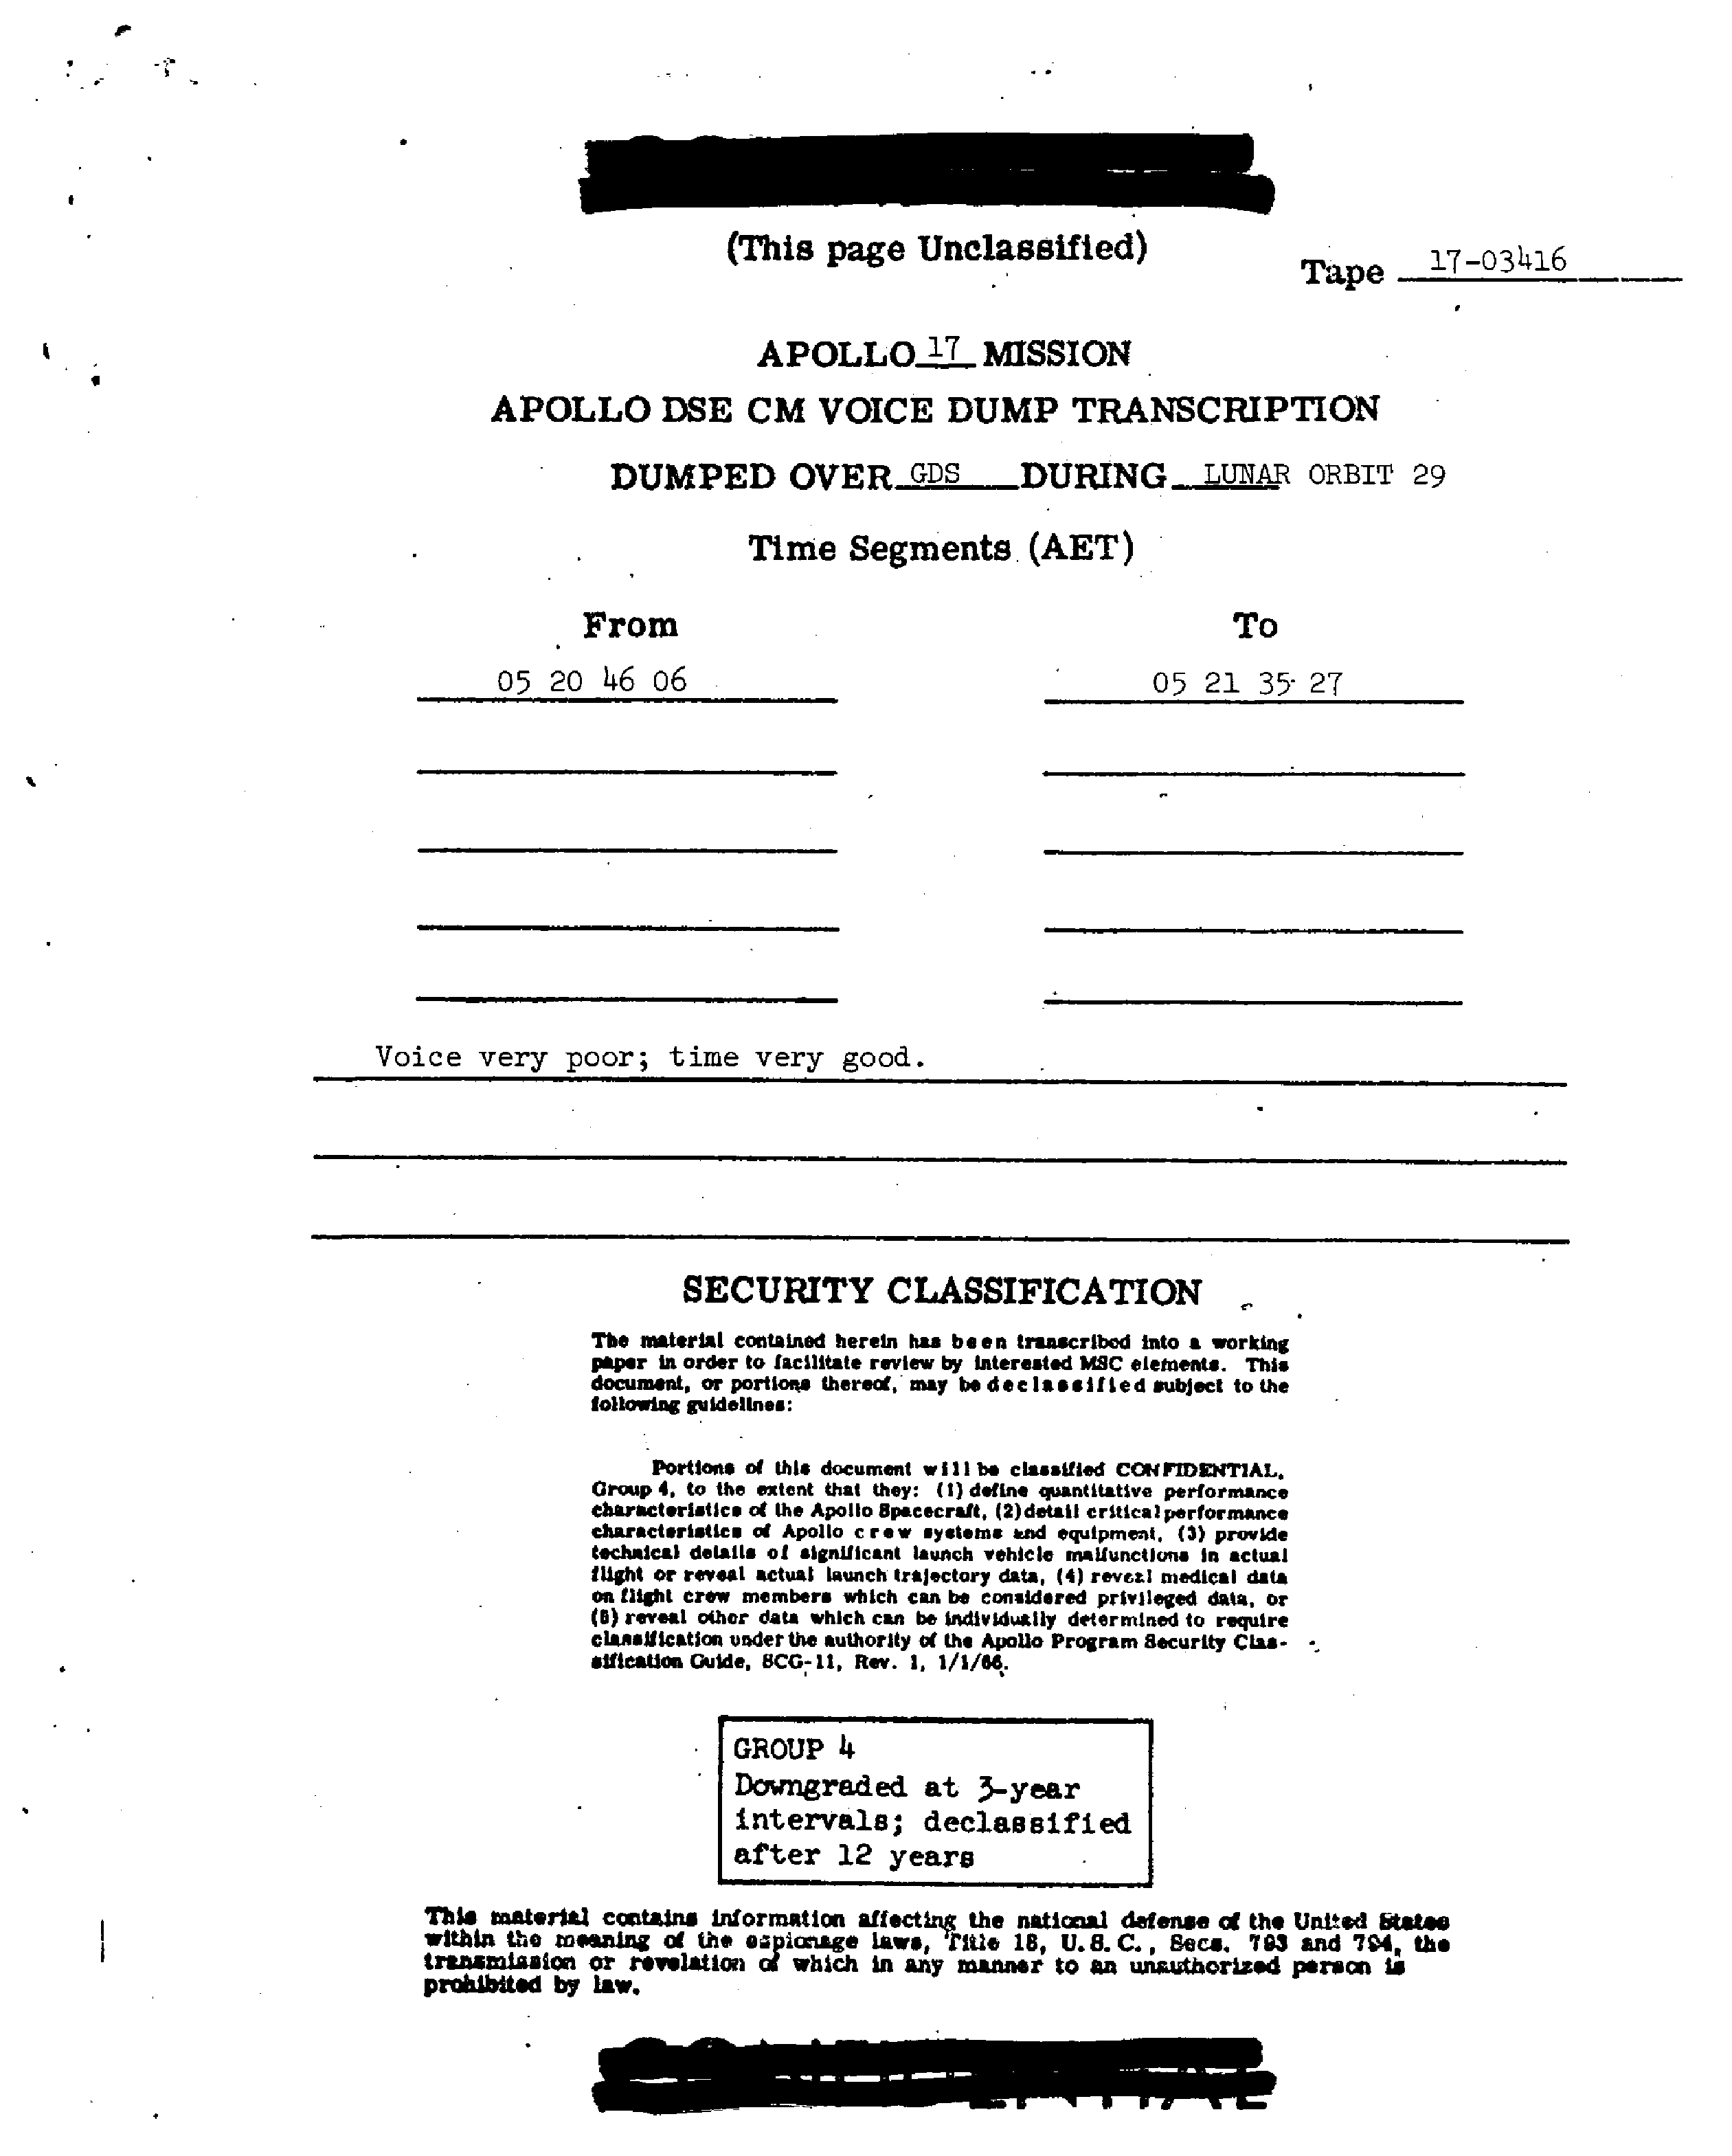 (This page Unclassified)
Tape 17-03416
APOLLO 17 MISSION
APOLLO DSE CM VOICE DUMP TRANSCRIPTION
DUMPED OVER GDS DURING LUNAR ORBIT 29
Time Segments (AET)
From To
05 20 46 06 05 21 35 27
Voice very poor; time very good.
SECURITY CLASSIFICATION
The material contained herein has been transcribed into a working
paper in order to facilitate review by interested MSC elements. This
document, or portions thereof, may be declassified subject to the
following guidelines:
Portions of this document will be classified CONFIDENTIAL,
Group 4, to the extent that they: (1) define quantitative performance
characteristics of the Apollo Spacecraft, (2) detail critical performance
characteristics of Apollo crew systems and equipment, (3) provide
technical details of significant launch vehicle malfunctions in actual
flight or reveal actual launch trajectory data, (4) reveal medical data
on flight crew members which can be considered privileged data, or
(5) reveal other data which can be individually determined to require
classification under the authority of the Apollo Program Security Clas-
sification Guide, SCG-11, Rev. 1, 1/1/66.
GROUP 4
Downgraded at 3-year
intervals; declassified
after 12 years
This material contains information affecting the national defense of the United States
within the meaning of the espionage laws, Title 18, U.S.C., Secs. 793 and 794, the
transmission or revelation of which in any manner to an unauthorized person is
prohibited by law.